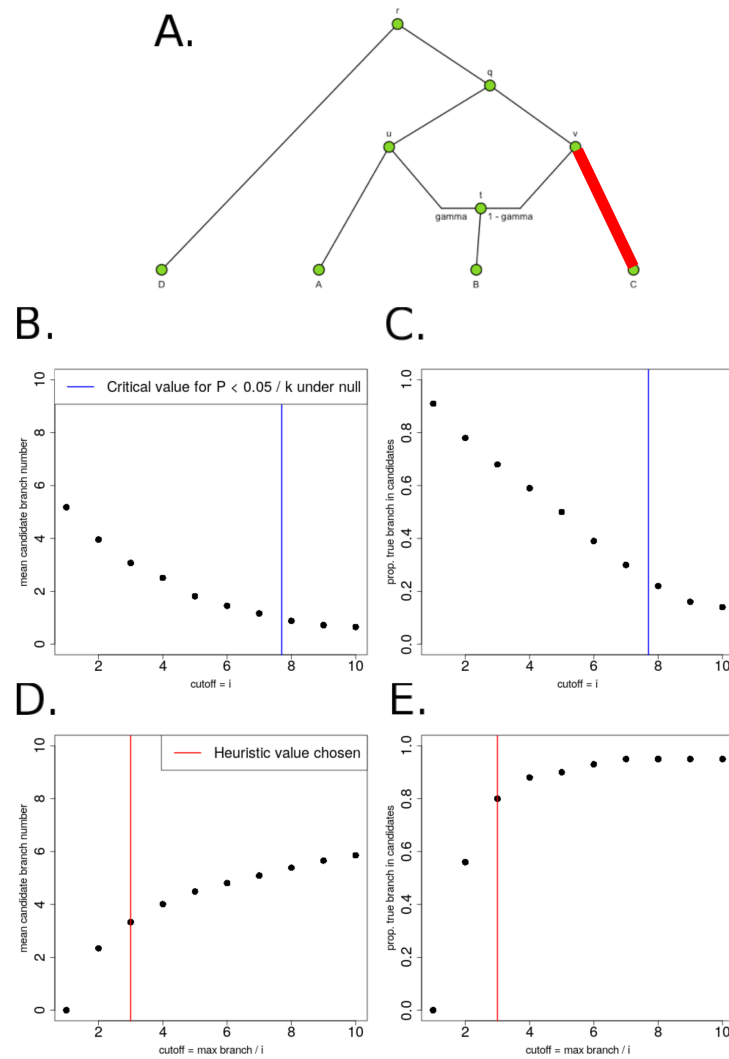 A.
r
q
u
v
t
gamma
1 - gamma
D
A
B
C
B.
C.
Critical value for P < 0.05 / k under null
mean candidate branch number
0
2
4
6
8
10
2
4
6
8
10
cutoff = i
prop. true branch in candidates
0.0
0.2
0.4
0.6
0.8
1.0
2
4
6
8
10
cutoff = i
D.
E.
Heuristic value chosen
mean candidate branch number
0
2
4
6
8
10
2
4
6
8
10
cutoff = max branch / i
prop. true branch in candidates
0.0
0.2
0.4
0.6
0.8
1.0
2
4
6
8
10
cutoff = max branch / i